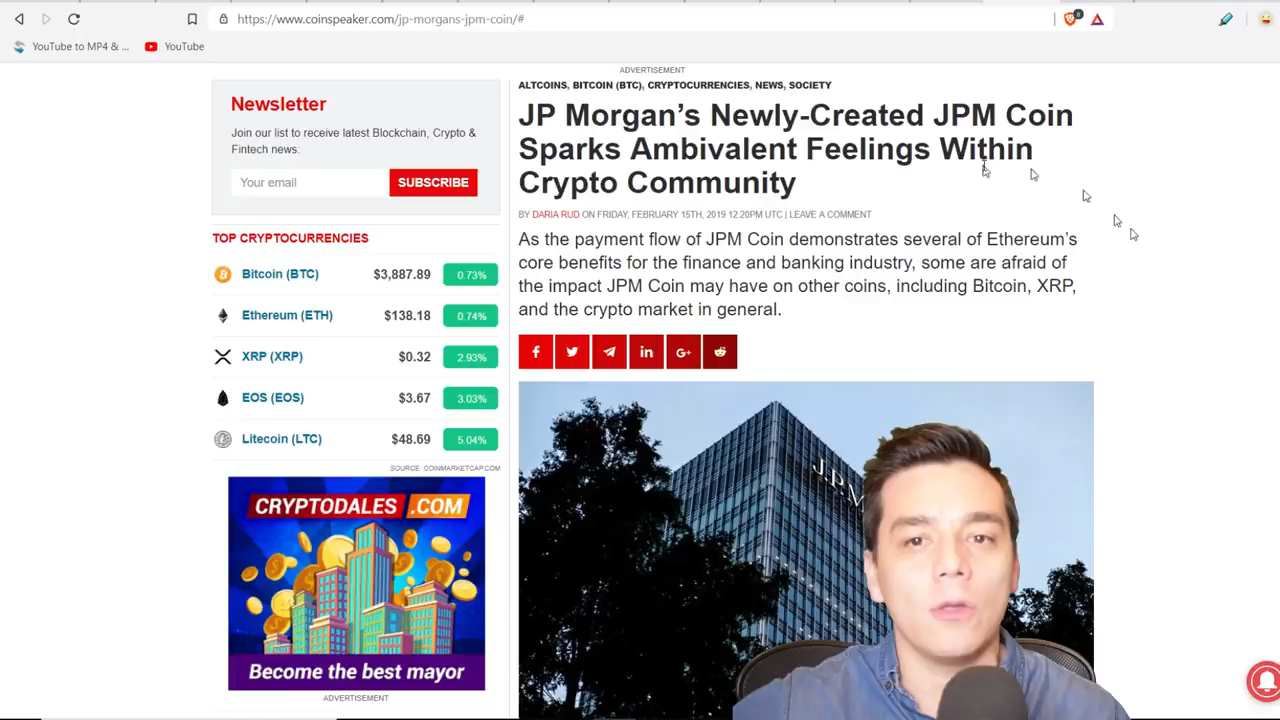 https://www.coinspeaker.com/jp-morgans-jpm-coin/#
8
YouTube to MP4 & ...
YouTube
ADVERTISEMENT
Newsletter
Join our list to receive latest Blockchain, Crypto &
Fintech news:
Your email
SUBSCRIBE
TOP CRYPTOCURRENCIES
Bitcoin (BTC) $3,887.89 0.73%
Ethereum (ETH) $138.18 0.74%
XRP (XRP) $0.32 2.93%
EOS (EOS) $3.67 3.03%
Litecoin (LTC) $48.69 5.04%
SOURCE: COINMARKETCAP.COM
CRYPTODALES .COM
Become the best mayor
ADVERTISEMENT
ALTCOINS, BITCOIN (BTC), CRYPTOCURRENCIES, NEWS, SOCIETY
JP Morgan's Newly-Created JPM Coin
Sparks Ambivalent Feelings Within
Crypto Community
BY DARIA RUD ON FRIDAY, FEBRUARY 15TH, 2019 12:20PM UTC | LEAVE A COMMENT
As the payment flow of JPM Coin demonstrates several of Ethereum's
core benefits for the finance and banking industry, some are afraid of
the impact JPM Coin may have on other coins, including Bitcoin, XRP,
and the crypto market in general.
J.P.M